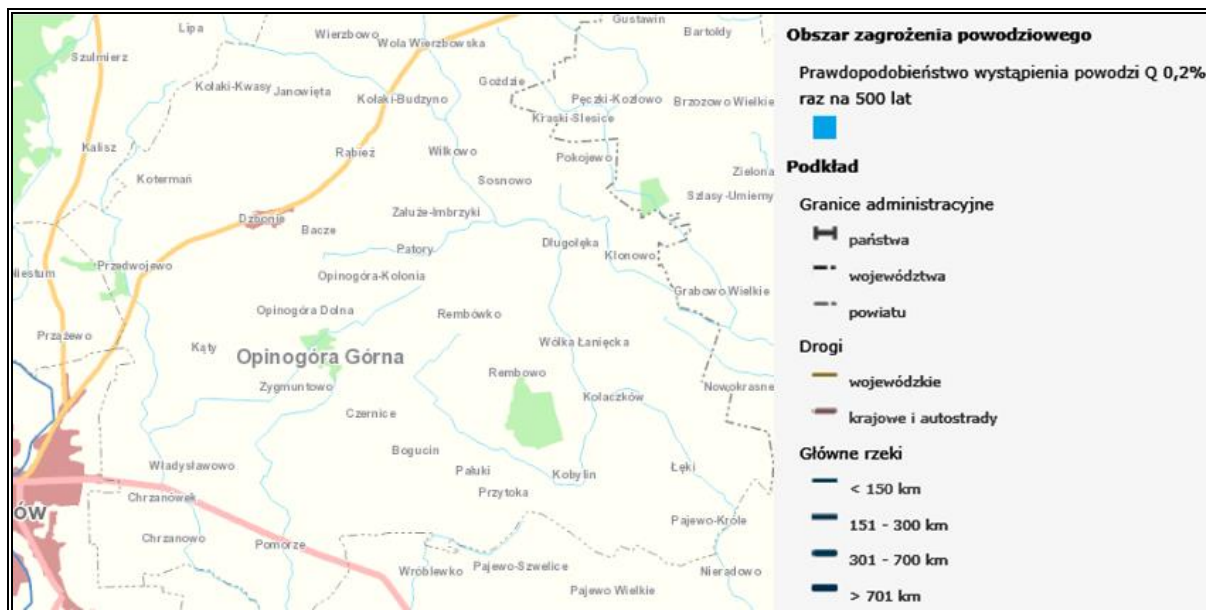 Gustawin
Lipa
Wierzbowo
Bartołdy
Wola Wierzbowska
Szulmierz
Goździe
Kołaki-Kwasy
Janowięta
Kołaki-Budzyno
Pęczki-Kozłowo
Brzozowo Wielkie
Kraski-Ślesice
Kalisz
Rąbież
Wilkowo
Pokojewo
Zielona
Kotermań
Sosnowo
Szlasy-Umiemy
Dzbonie
Załuże-Imbrzyki
Bacze
Długołęka
Patory
Klonowo
Przedwojewo
Opinogóra-Kolonia
Grabowo Wielkie
Opinogóra Dolna
Rembówko
Przążewo
Kąty
Opinogóra Górna
Wólka Łanięcka
Zygmuntowo
Rembowo
Nowokrasne
Kołaczków
Czernice
Bogucin
Władysławowo
Pałuki
Kobylin
Łęki
Chrzanówek
Przytoka
ÓW
Pajewo-Króle
Chrzanowo
Pomorze
Wróblewko
Pajewo-Szwelice
Nieradowo
Pajewo Wielkie
Obszar zagrożenia powodziowego
Prawdopodobieństwo wystąpienia powodzi Q 0,2%
raz na 500 lat
Podkład
Granice administracyjne
państwa
województwa
powiatu
Drogi
wojewódzkie
krajowe i autostrady
Główne rzeki
< 150 km
151 - 300 km
301 - 700 km
> 701 km